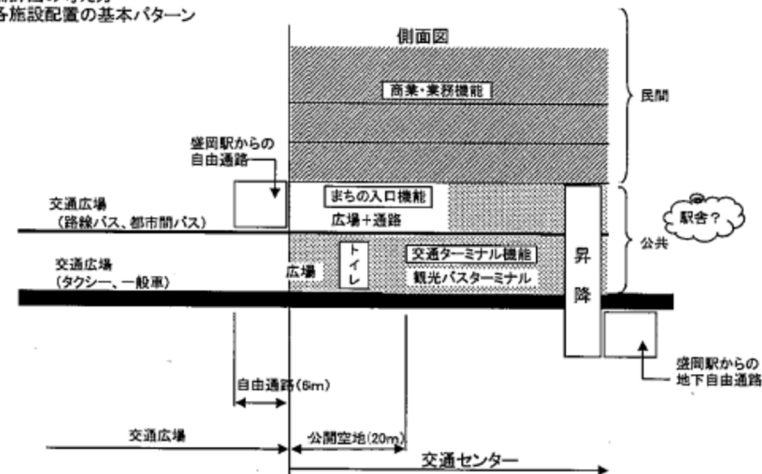 各施設配置の基本パターン
側面図
商業・業務機能
民間
盛岡駅からの
自由通路
まちの入口機能
広場+通路
交通広場
(路線バス、都市間バス)
駅舎?
公共
交通広場
(タクシー、一般車)
広場
トイレ
交通ターミナル機能
観光バスターミナル
昇降
盛岡駅からの
地下自由通路
自由通路(6m)
交通広場
公開空地(20m)
交通センター